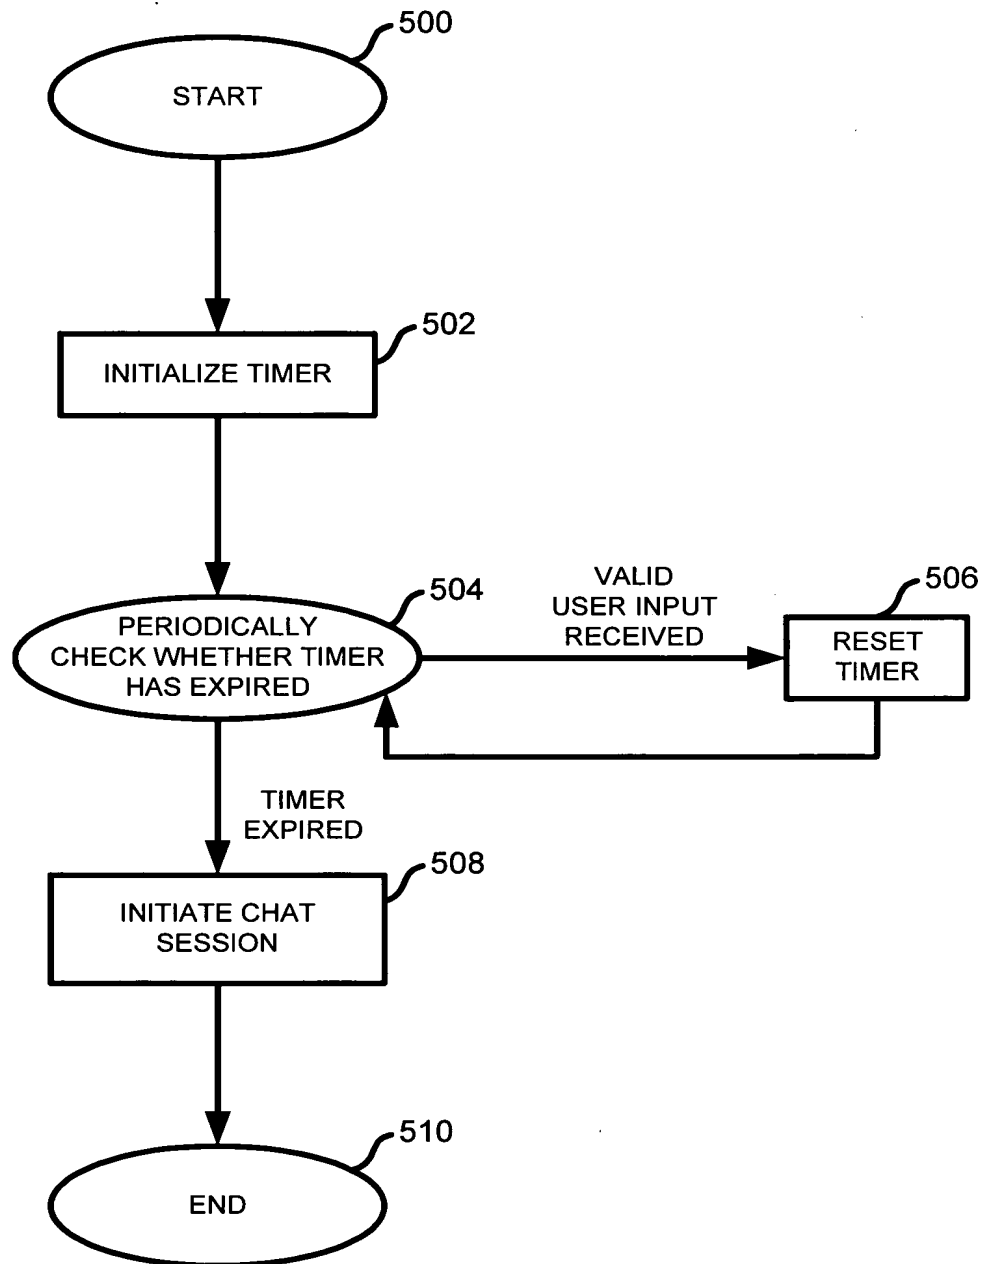 500
START
502
INITIALIZE TIMER
504
PERIODICALLY
CHECK WHETHER TIMER
HAS EXPIRED
VALID
USER INPUT
RECEIVED
506
RESET
TIMER
TIMER
EXPIRED
508
INITIATE CHAT
SESSION
510
END